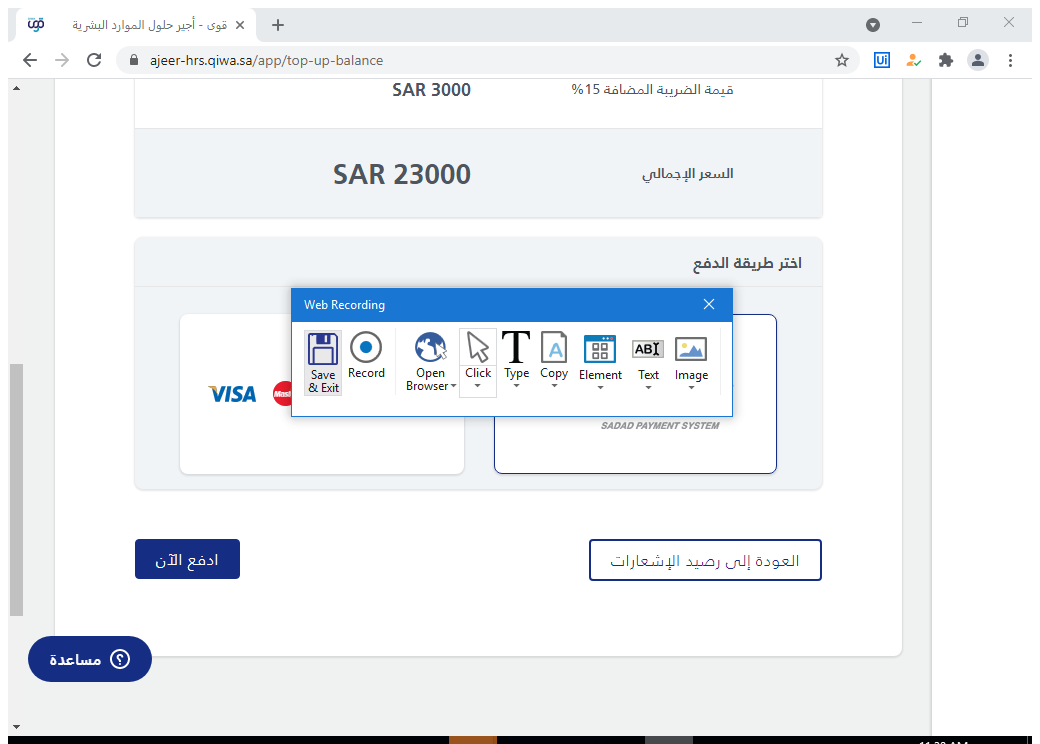 قوى - أجير حلول الموارد البشرية
ajeer-hrs.qiwa.sa/app/top-up-balance
قيمة الضريبة المضافة 15% SAR 3000
السعر الإجمالي SAR 23000
اختر طريقة الدفع
Web Recording
Save & Exit
Record
Open Browser
Click
Type
Copy
Element
Text
Image
VISA
SADAD PAYMENT SYSTEM
العودة إلى رصيد الإشعارات
ادفع الآن
مساعدة